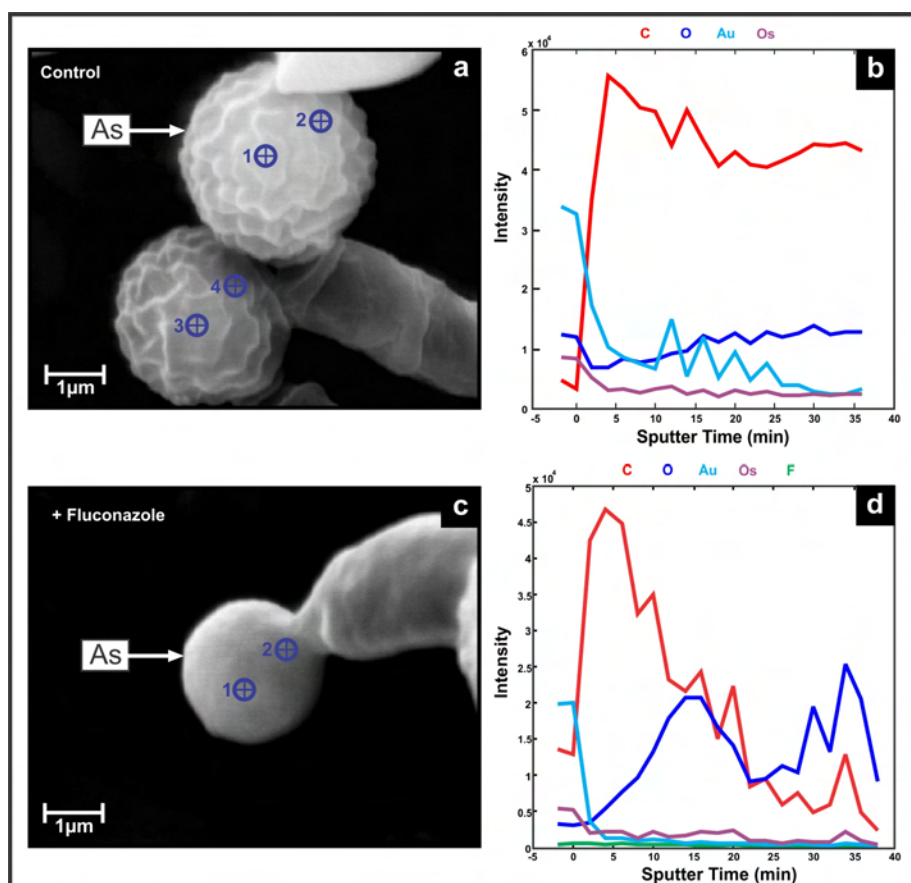 Control
a
As
1
2
3
4
1µm
C O Au Os
b
x 10⁴
6
5
4
3
2
1
0
Intensity
-5 0 5 10 15 20 25 30 35
Sputter Time (min)
+ Fluconazole
c
As
1
2
1µm
C O Au Os F
d
x 10⁴
5
4.5
4
3.5
3
2.5
2
1.5
1
0.5
0
Intensity
-5 0 5 10 15 20 25 30 35 40
Sputter Time (min)